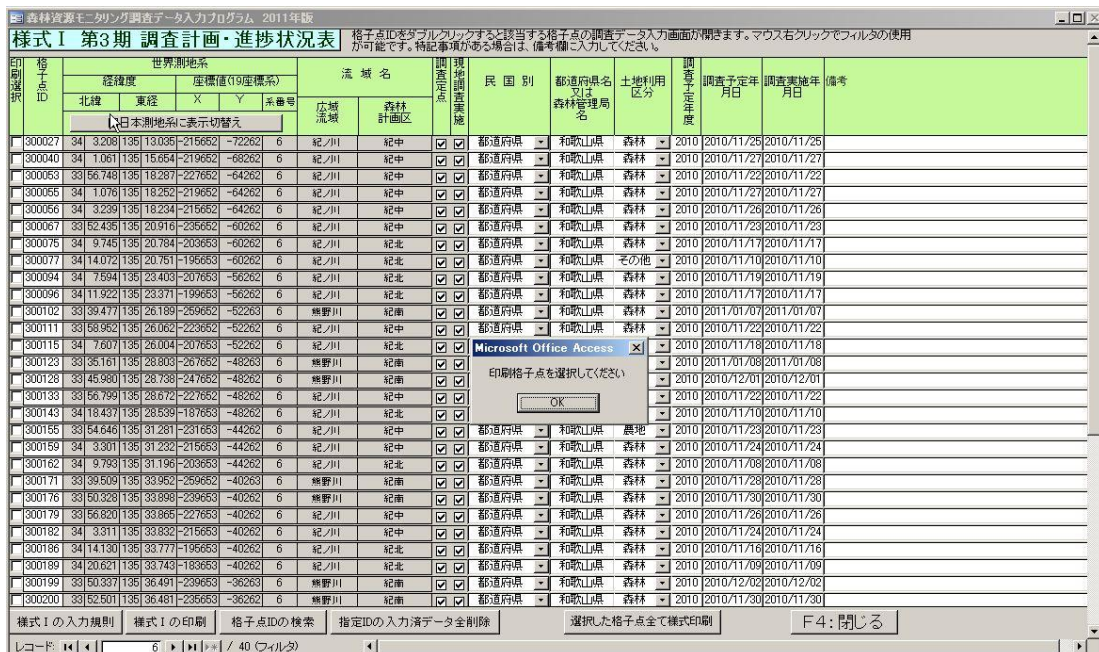 森林資源モニタリング調査データ入力プログラム 2011年版
様式Ⅰ 第3期 調査計画・進捗状況表
格子点IDをダブルクリックすると該当する格子点の調査データ入力画面が開きます。マウス右クリックでフィルタの使用
が可能です。特記事項がある場合は、備考欄に入力してください。
印刷選択 格子点ID 世界測地系 流域名 調査定点 現地調査実施 民国別 都道府県名又は森林管理局名 土地利用区分 調査予定年度 調査予定年月日 調査実施年月日 備考
経緯度 座標値(19座標系)
北緯 東経 X Y 系番号 広域流域 森林計画区
日本測地系に表示切替え
300027 34 3.208 135 13.035 -215652 -72262 6 紀ノ川 紀中 都道府県 和歌山県 森林 2010 2010/11/25 2010/11/25
300040 34 1.061 135 15.654 -219652 -68262 6 紀ノ川 紀中 都道府県 和歌山県 森林 2010 2010/11/27 2010/11/27
300053 33 56.748 135 18.287 -227652 -64262 6 紀ノ川 紀中 都道府県 和歌山県 森林 2010 2010/11/22 2010/11/22
300055 34 1.076 135 18.252 -219652 -64262 6 紀ノ川 紀中 都道府県 和歌山県 森林 2010 2010/11/27 2010/11/27
300056 34 3.239 135 18.234 -215652 -64262 6 紀ノ川 紀中 都道府県 和歌山県 森林 2010 2010/11/26 2010/11/26
300067 33 52.435 135 20.916 -235652 -60262 6 紀ノ川 紀中 都道府県 和歌山県 森林 2010 2010/11/23 2010/11/23
300075 34 9.745 135 20.784 -203653 -60262 6 紀ノ川 紀北 都道府県 和歌山県 森林 2010 2010/11/17 2010/11/17
300077 34 14.072 135 20.751 -195653 -60262 6 紀ノ川 紀北 都道府県 和歌山県 その他 2010 2010/11/10 2010/11/10
300094 34 7.594 135 23.403 -207653 -56262 6 紀ノ川 紀北 都道府県 和歌山県 森林 2010 2010/11/19 2010/11/19
300096 34 11.922 135 23.371 -199653 -56262 6 紀ノ川 紀北 都道府県 和歌山県 森林 2010 2010/11/17 2010/11/17
300102 33 39.477 135 26.189 -259652 -52263 6 熊野川 紀南 都道府県 和歌山県 森林 2010 2011/01/07 2011/01/07
300111 33 58.952 135 26.062 -223652 -52262 6 紀ノ川 紀中 都道府県 和歌山県 森林 2010 2010/11/22 2010/11/22
300115 34 7.607 135 26.004 -207653 -52262 6 紀ノ川 紀北 2010 2010/11/18 2010/11/18
300123 33 35.161 135 28.803 -267652 -48263 6 熊野川 紀南 2010 2011/01/08 2011/01/08
300128 33 45.980 135 28.738 -247652 -48262 6 熊野川 紀南 2010 2010/12/01 2010/12/01
300133 33 56.799 135 28.672 -227652 -48262 6 紀ノ川 紀中 2010 2010/11/22 2010/11/22
300143 34 18.437 135 28.539 -187653 -48262 6 紀ノ川 紀北 2010 2010/11/10 2010/11/10
Microsoft Office Access
印刷格子点を選択してください
OK
300155 33 54.646 135 31.281 -231653 -44262 6 紀ノ川 紀中 都道府県 和歌山県 農地 2010 2010/11/23 2010/11/23
300159 34 3.301 135 31.232 -215653 -44262 6 紀ノ川 紀中 都道府県 和歌山県 森林 2010 2010/11/24 2010/11/24
300162 34 9.793 135 31.196 -203653 -44262 6 紀ノ川 紀北 都道府県 和歌山県 森林 2010 2010/11/08 2010/11/08
300171 33 39.509 135 33.952 -259652 -40263 6 熊野川 紀南 都道府県 和歌山県 森林 2010 2010/11/28 2010/11/28
300176 33 50.328 135 33.898 -239653 -40262 6 熊野川 紀南 都道府県 和歌山県 森林 2010 2010/11/30 2010/11/30
300179 33 56.820 135 33.865 -227653 -40262 6 紀ノ川 紀中 都道府県 和歌山県 森林 2010 2010/11/26 2010/11/26
300182 34 3.311 135 33.832 -215653 -40262 6 紀ノ川 紀中 都道府県 和歌山県 森林 2010 2010/11/24 2010/11/24
300186 34 14.130 135 33.777 -195653 -40262 6 紀ノ川 紀北 都道府県 和歌山県 森林 2010 2010/11/16 2010/11/16
300189 34 20.621 135 33.743 -183653 -40262 6 紀ノ川 紀北 都道府県 和歌山県 森林 2010 2010/11/09 2010/11/09
300199 33 50.337 135 36.491 -239653 -36263 6 熊野川 紀南 都道府県 和歌山県 森林 2010 2010/12/02 2010/12/02
300200 33 52.501 135 36.481 -235653 -36262 6 熊野川 紀南 都道府県 和歌山県 森林 2010 2010/11/30 2010/11/30
様式Ⅰの入力規則 様式Ⅰの印刷 格子点IDの検索 指定IDの入力済データ全削除 選択した格子点全て様式印刷 F4:閉じる
レコード: 6 / 40 (フィルタ)